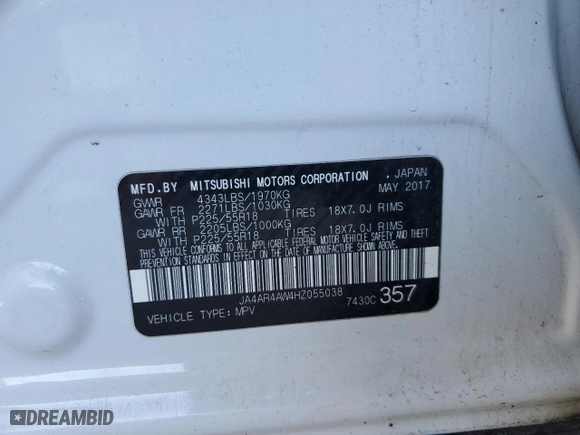 MFD.BY MITSUBISHI MOTORS CORPORATION , JAPAN
GVWR 4343LBS/1970KG MAY 2017
GAWR FR 2271LBS/1030KG
WITH P225/55R18 TIRES 18X7.0J RIMS
GAWR RR 2205LBS/1000KG
WITH P225/55R18 TIRES 18X7.0J RIMS
THIS VEHICLE CONFORMS TO ALL APPLICABLE FEDERAL MOTOR VEHICLE SAFETY, BUMPER AND THEFT
PREVENTION STANDARDS IN EFFECT ON THE DATE OF MANUFACTURE SHOWN ABOVE.
JA4AR4AW4HZ055038
VEHICLE TYPE: MPV 7430C 357
DREAMBID